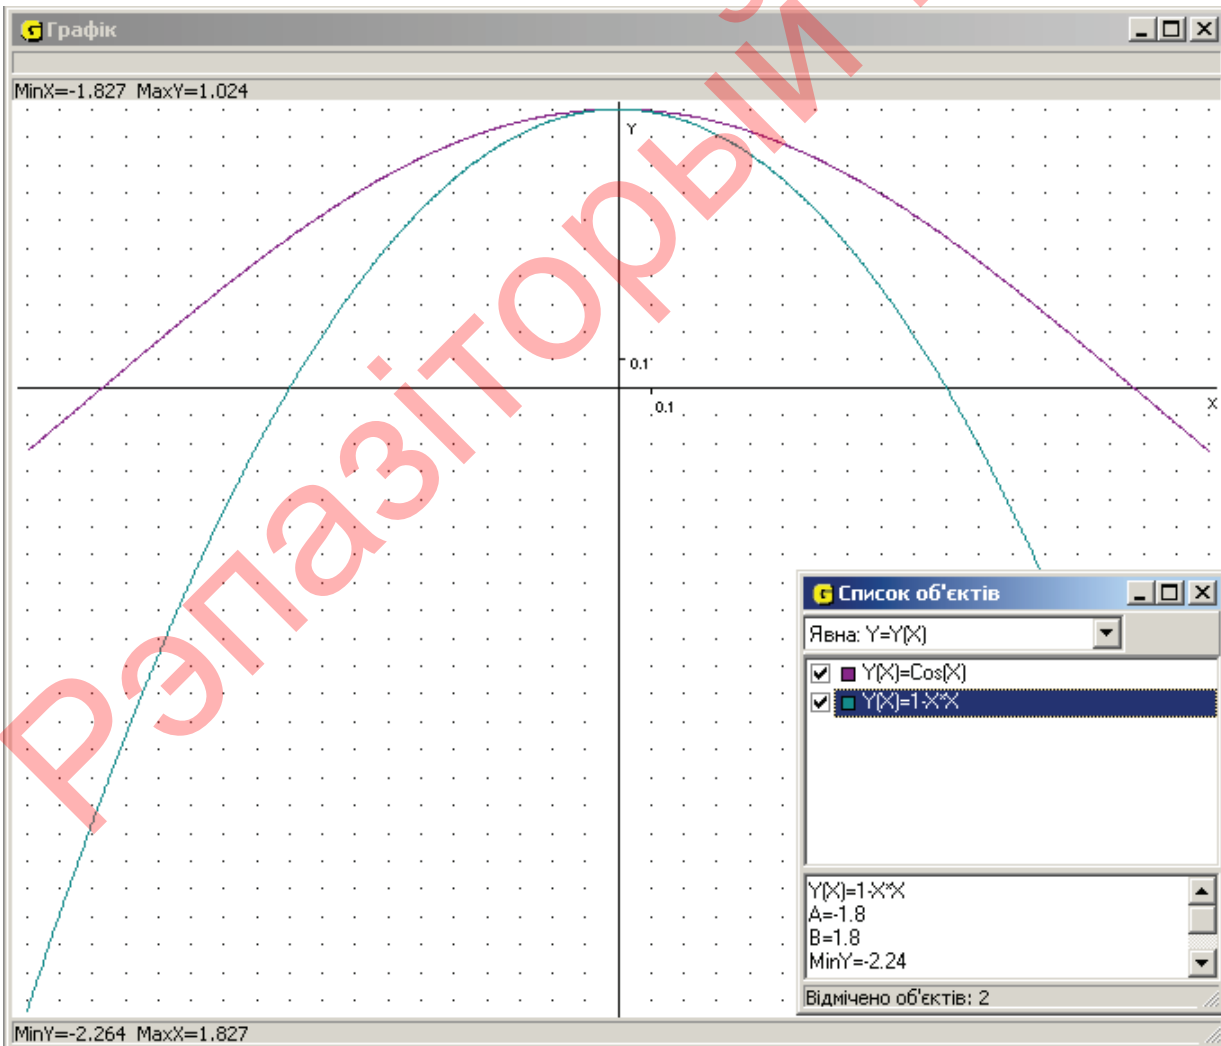 Графік
MinX=-1.827 MaxY=1.024
Y
0.1
0.1
X
Список об'єктів
Явна: Y=Y(X)
Y(X)=Cos(X)
Y(X)=1-X*X
Y(X)=1-X*X
A=-1.8
B=1.8
MinY=-2.24
Відмічено об'єктів: 2
MinY=-2.264 MaxX=1.827
Рэпазіторый